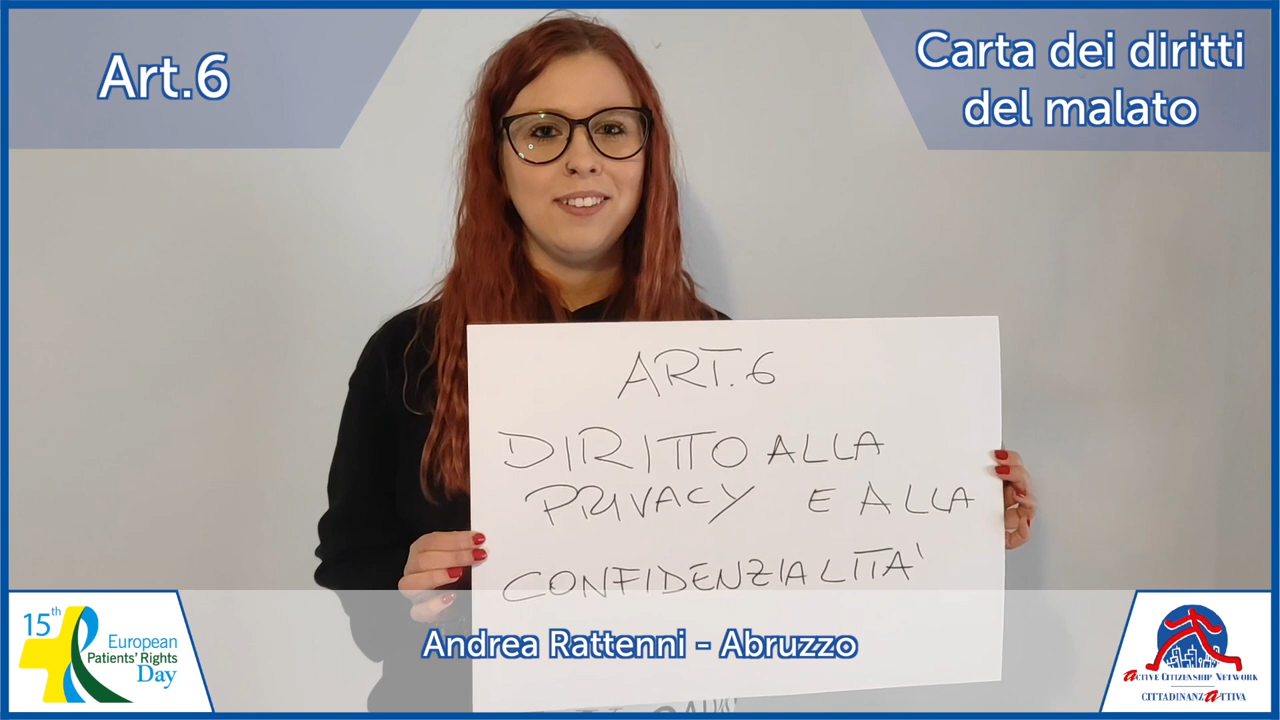 Art.6
Carta dei diritti
del malato
ART.6
DIRITTO ALLA
PRIVACY E ALLA
CONFIDENZIALITA'
Andrea Rattenni - Abruzzo
15th
European
Patients' Rights
Day
ACTIVE CITIZENSHIP NETWORK
CITTADINANZATTIVA